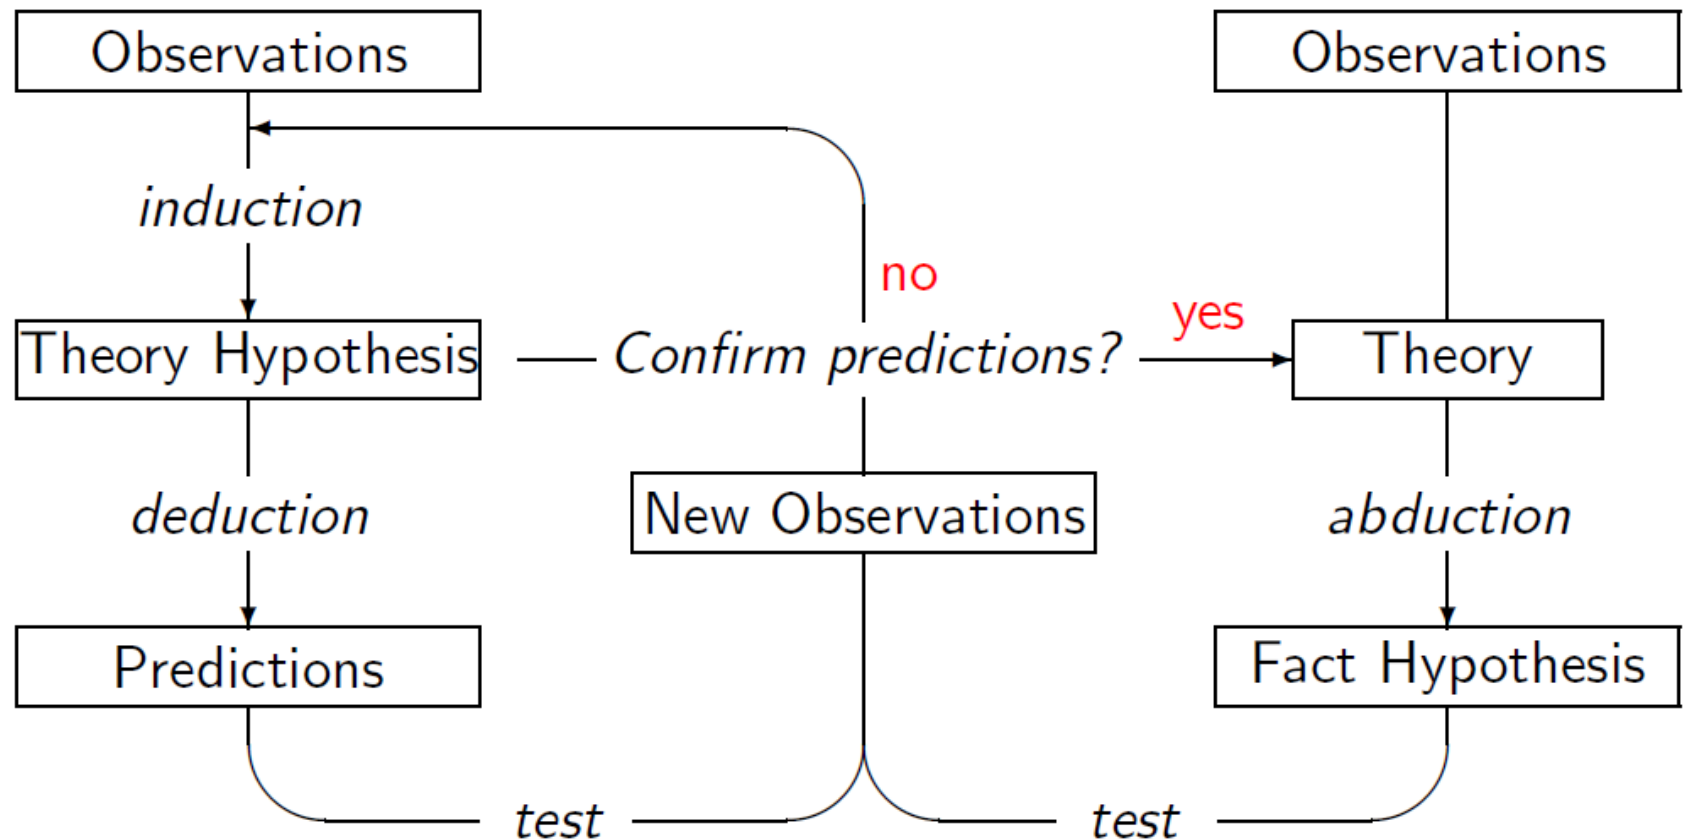 Observations
Observations
induction
no
yes
Theory Hypothesis
Confirm predictions?
Theory
deduction
New Observations
abduction
Predictions
Fact Hypothesis
test
test